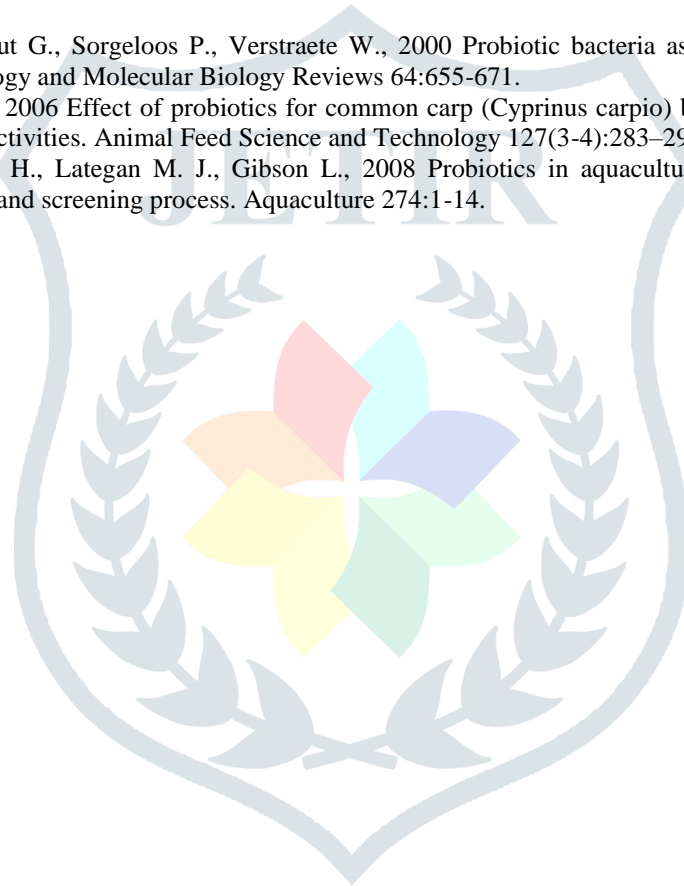 ut G., Sorgeloos P., Verstraete W., 2000 Probiotic bacteria as
ogy and Molecular Biology Reviews 64:655-671.
2006 Effect of probiotics for common carp (Cyprinus carpio) b
ctivities. Animal Feed Science and Technology 127(3-4):283–29
H., Lategan M. J., Gibson L., 2008 Probiotics in aquacultu
and screening process. Aquaculture 274:1-14.
JETIR